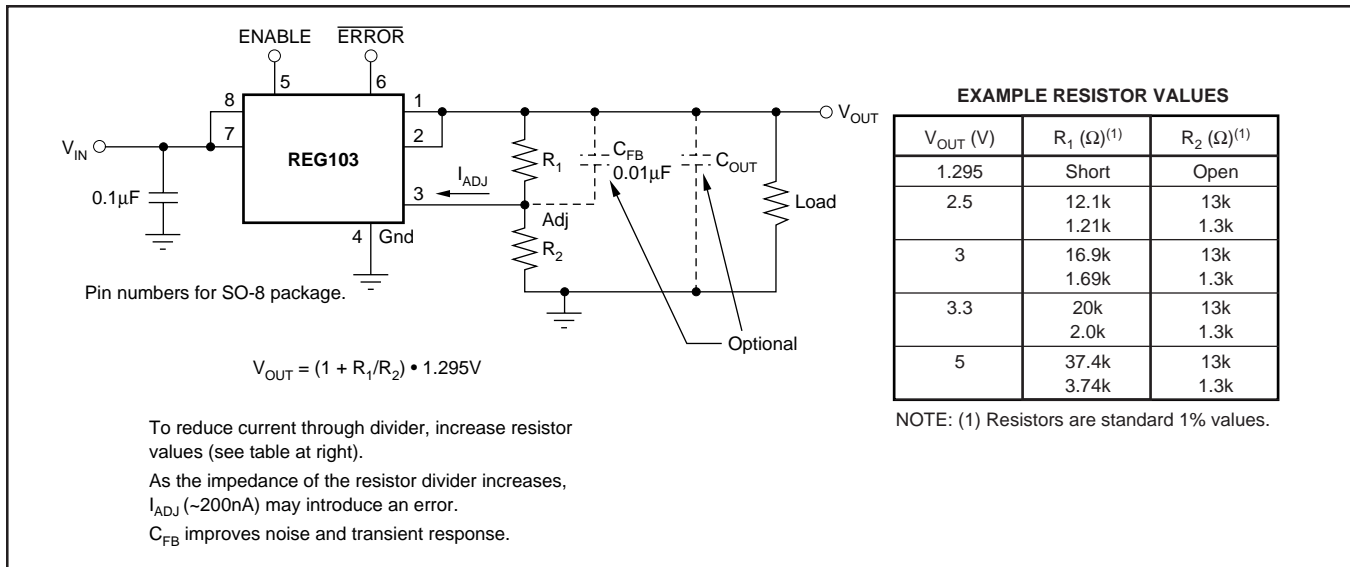 ENABLE
ERROR
5
6
8
7
1
2
3
4
V_IN
REG103
0.1µF
Gnd
I_ADJ
Adj
R_1
R_2
C_FB
0.01µF
C_OUT
Load
V_OUT
Optional
Pin numbers for SO-8 package.
V_OUT = (1 + R_1/R_2) • 1.295V
To reduce current through divider, increase resistor
values (see table at right).
As the impedance of the resistor divider increases,
I_ADJ (~200nA) may introduce an error.
C_FB improves noise and transient response.
EXAMPLE RESISTOR VALUES
V_OUT (V) R_1 (Ω)(1) R_2 (Ω)(1)
1.295 Short Open
2.5 12.1k 13k
1.21k 1.3k
3 16.9k 13k
1.69k 1.3k
3.3 20k 13k
2.0k 1.3k
5 37.4k 13k
3.74k 1.3k
NOTE: (1) Resistors are standard 1% values.